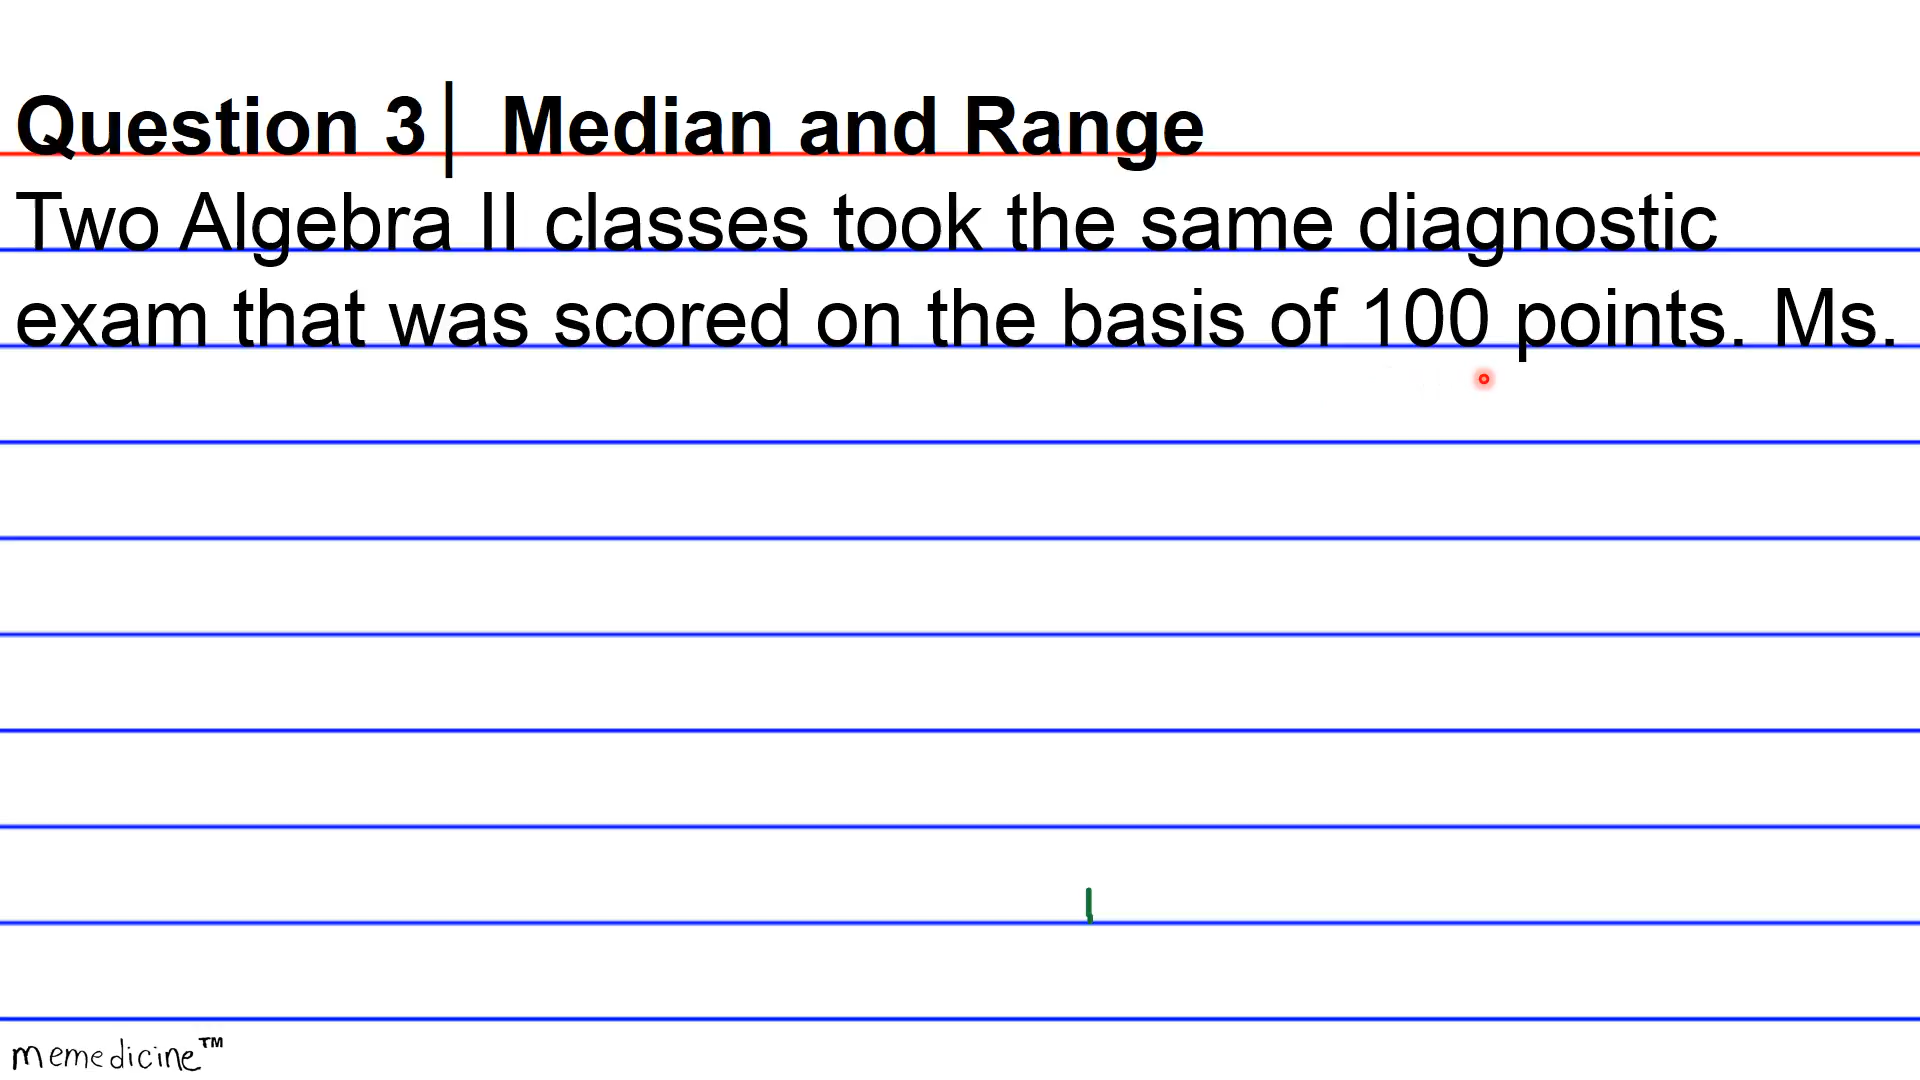 Question 3| Median and Range
Two Algebra II classes took the same diagnostic
exam that was scored on the basis of 100 points. Ms.
memedicine™